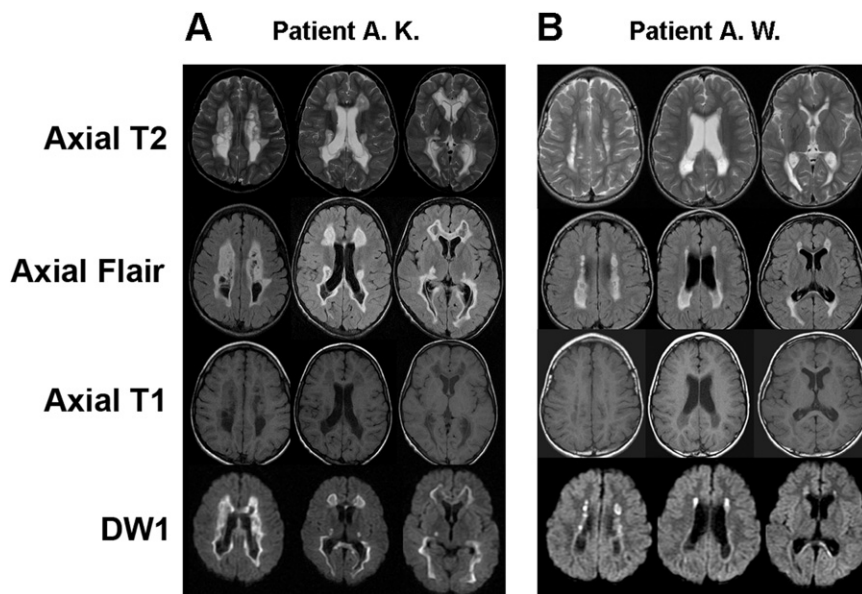 A Patient A. K.
B Patient A. W.
Axial T2
Axial Flair
Axial T1
DW1